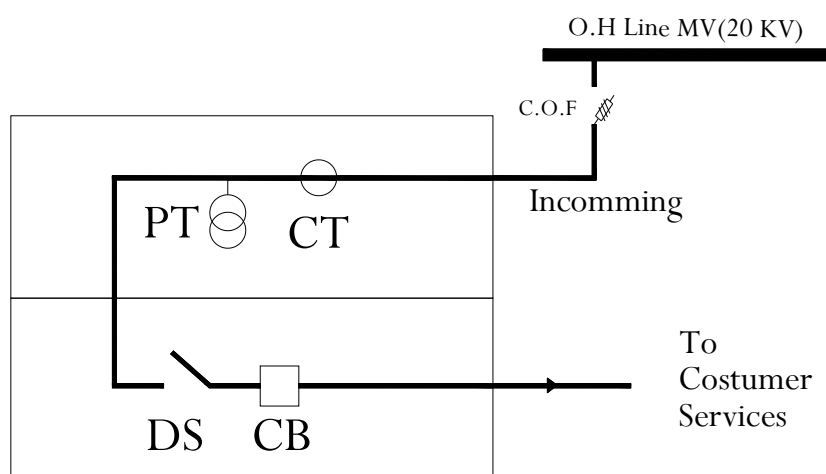 O.H Line MV(20 KV)
C.O.F
Incomming
PT
CT
To
Costumer
Services
DS
CB